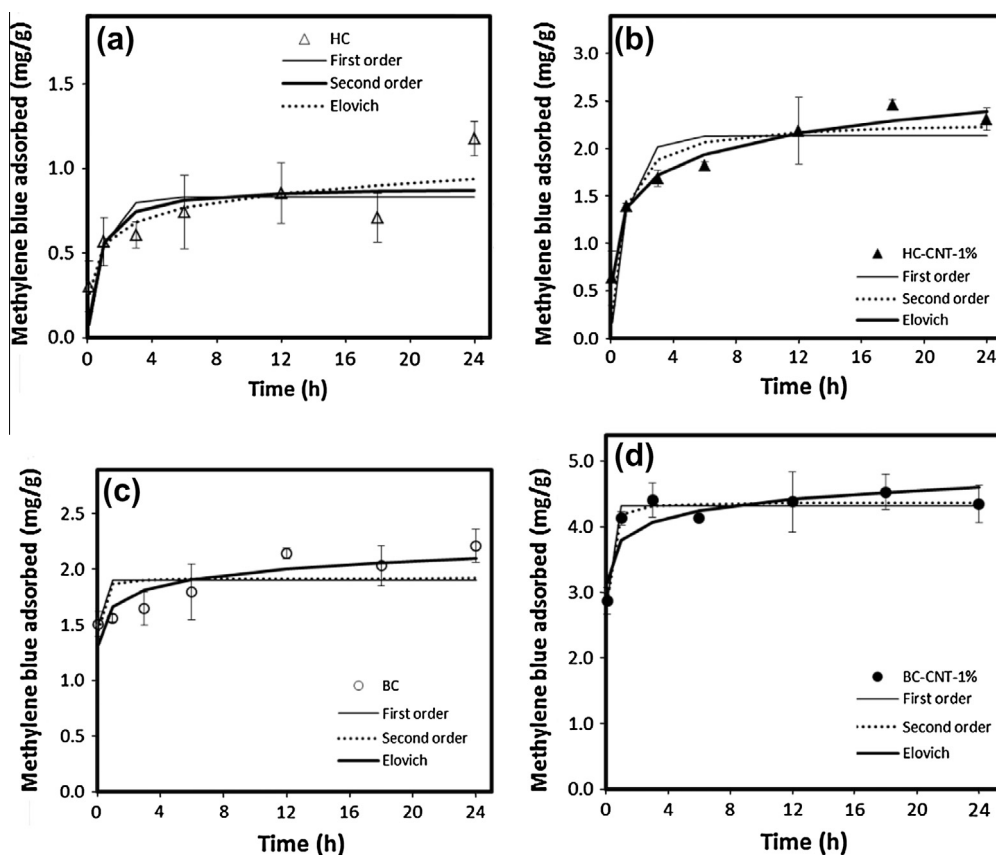 (a)
HC
First order
Second order
Elovich
Methylene blue adsorbed (mg/g)
1.5
1.0
0.5
0.0
0 4 8 12 16 20 24
Time (h)
(b)
HC-CNT-1%
First order
Second order
Elovich
Methylene blue adsorbed (mg/g)
3.0
2.5
2.0
1.5
1.0
0.5
0.0
0 4 8 12 16 20 24
Time (h)
(c)
BC
First order
Second order
Elovich
Methylene blue adsorbed (mg/g)
2.5
2.0
1.5
1.0
0.5
0.0
0 4 8 12 16 20 24
Time (h)
(d)
BC-CNT-1%
First order
Second order
Elovich
Methylene blue adsorbed (mg/g)
5.0
4.0
3.0
2.0
1.0
0.0
0 4 8 12 16 20 24
Time (h)